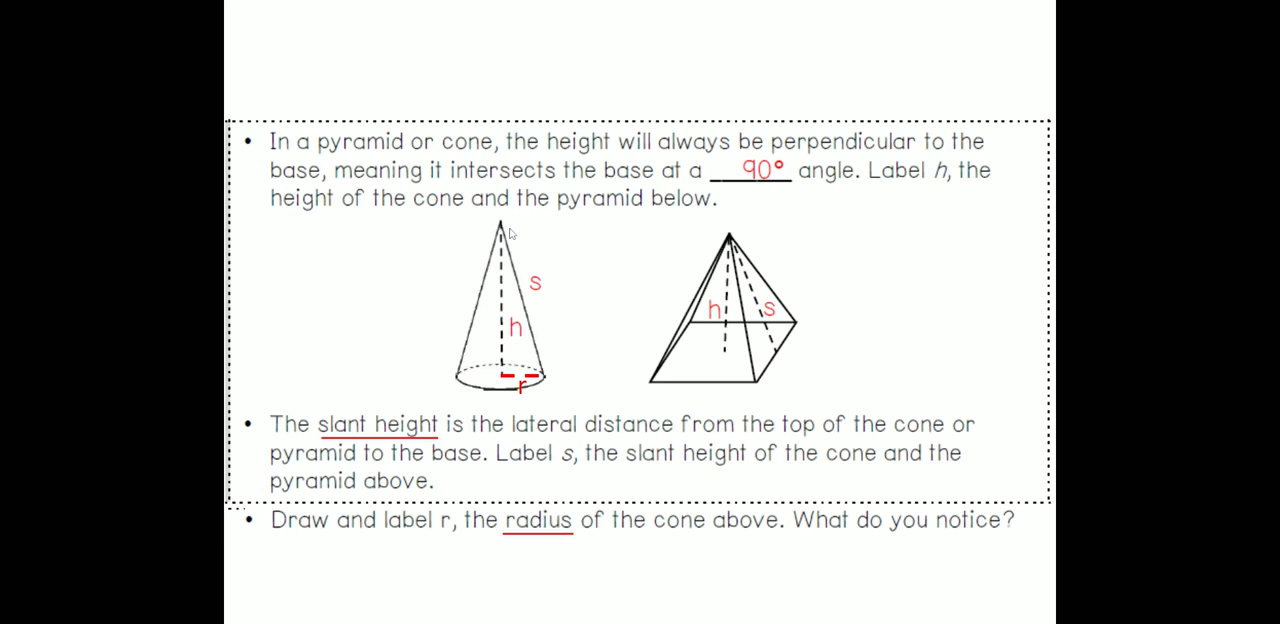 • In a pyramid or cone, the height will always be perpendicular to the
base, meaning it intersects the base at a 90° angle. Label h, the
height of the cone and the pyramid below.
s
h
r
h
s
• The slant height is the lateral distance from the top of the cone or
pyramid to the base. Label s, the slant height of the cone and the
pyramid above.
• Draw and label r, the radius of the cone above. What do you notice?